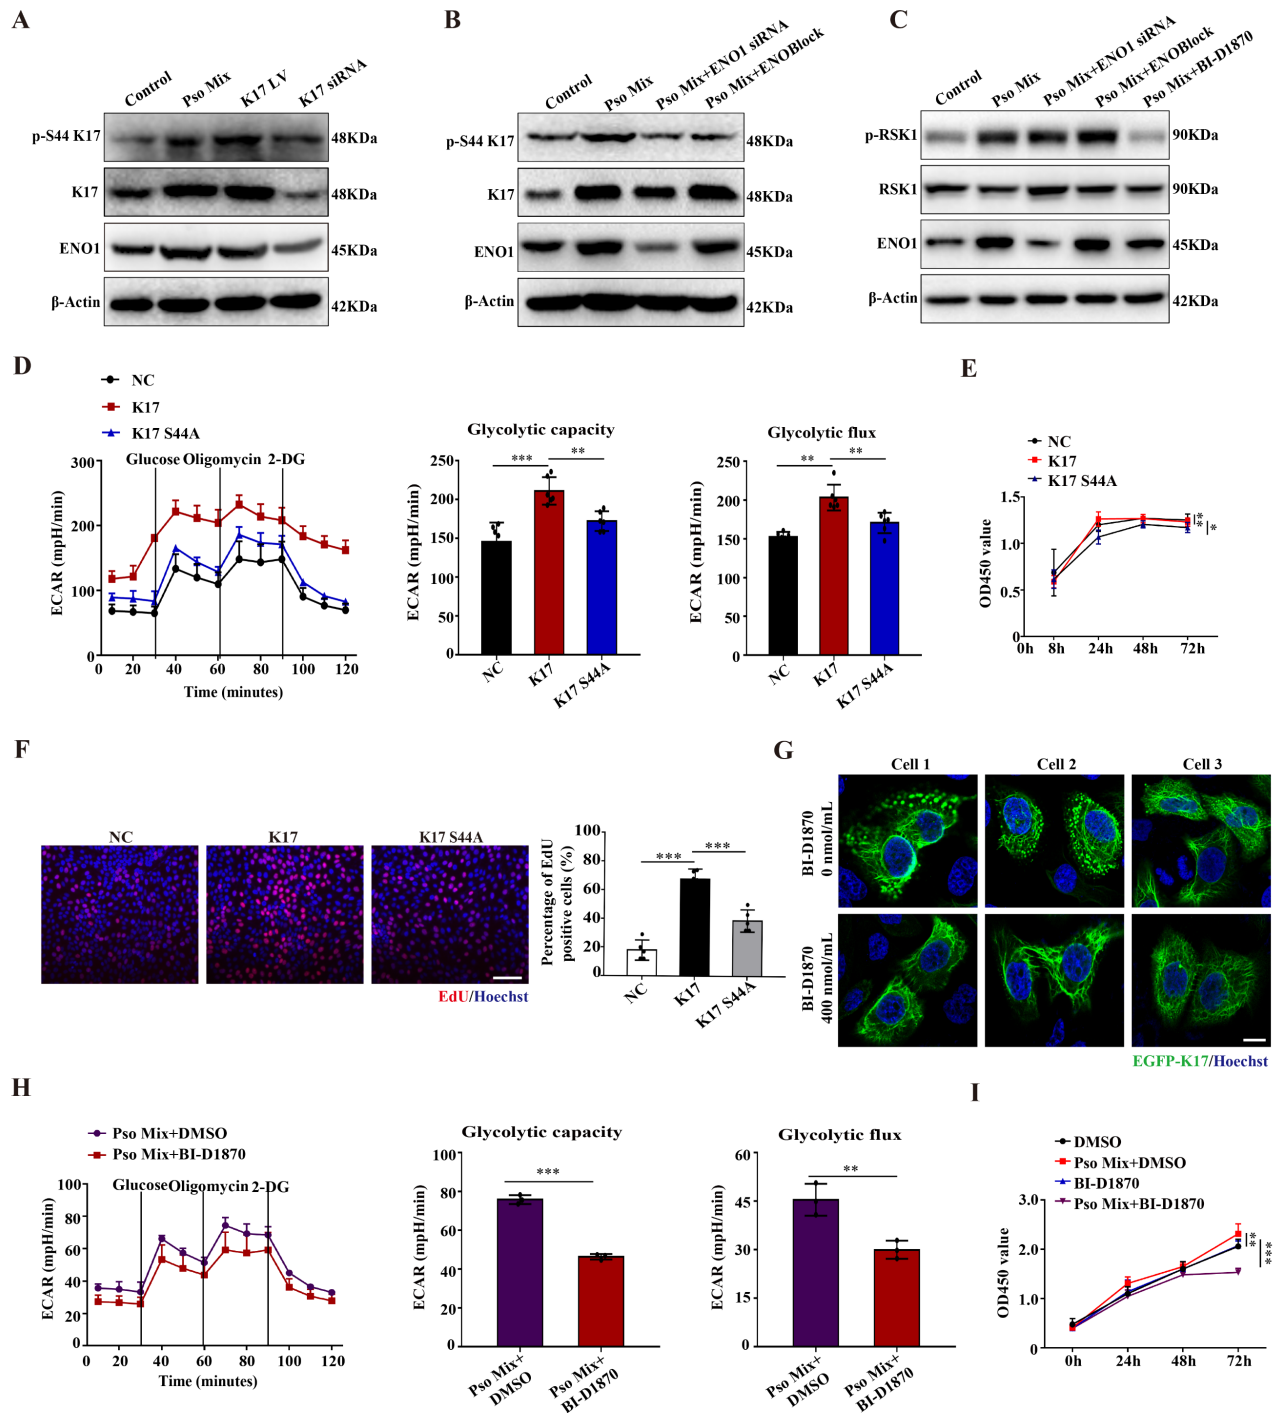 A
Control
Pso Mix
K17 LV
K17 siRNA
p-S44 K17
48KDa
K17
48KDa
ENO1
45KDa
β-Actin
42KDa
B
Control
Pso Mix
Pso Mix+ENO1 siRNA
Pso Mix+ENOBlock
p-S44 K17
48KDa
K17
48KDa
ENO1
45KDa
β-Actin
42KDa
C
Control
Pso Mix
Pso Mix+ENO1 siRNA
Pso Mix+ENOBlock
Pso Mix+BI-D1870
p-RSK1
90KDa
RSK1
90KDa
ENO1
45KDa
β-Actin
42KDa
D
NC
K17
K17 S44A
Glucose Oligomycin 2-DG
ECAR (mpH/min)
300
200
100
0
0 20 40 60 80 100 120
Time (minutes)
Glycolytic capacity
ECAR (mpH/min)
250
200
150
100
50
0
*** **
NC
K17
K17 S44A
Glycolytic flux
ECAR (mpH/min)
250
200
150
100
50
0
** **
NC
K17
K17 S44A
E
NC
K17
K17 S44A
OD450 value
1.5
1.0
0.5
0
0h 8h 24h 48h 72h
** *
F
NC
K17
K17 S44A
EdU/Hoechst
Percentage of EdU
positive cells (%)
100
80
60
40
20
0
*** ***
NC
K17
K17 S44A
G
Cell 1
Cell 2
Cell 3
BI-D1870
0 nmol/mL
BI-D1870
400 nmol/mL
EGFP-K17/Hoechst
H
Pso Mix+DMSO
Pso Mix+BI-D1870
Glucose Oligomycin 2-DG
ECAR (mpH/min)
100
80
60
40
20
0
0 20 40 60 80 100 120
Time (minutes)
Glycolytic capacity
ECAR (mpH/min)
80
60
40
20
0
***
Pso Mix+
DMSO
Pso Mix+
BI-D1870
Glycolytic flux
ECAR (mpH/min)
60
45
30
15
0
**
Pso Mix+
DMSO
Pso Mix+
BI-D1870
I
DMSO
Pso Mix+DMSO
BI-D1870
Pso Mix+BI-D1870
OD450 value
3.0
2.0
1.0
0
0h 24h 48h 72h
** ***